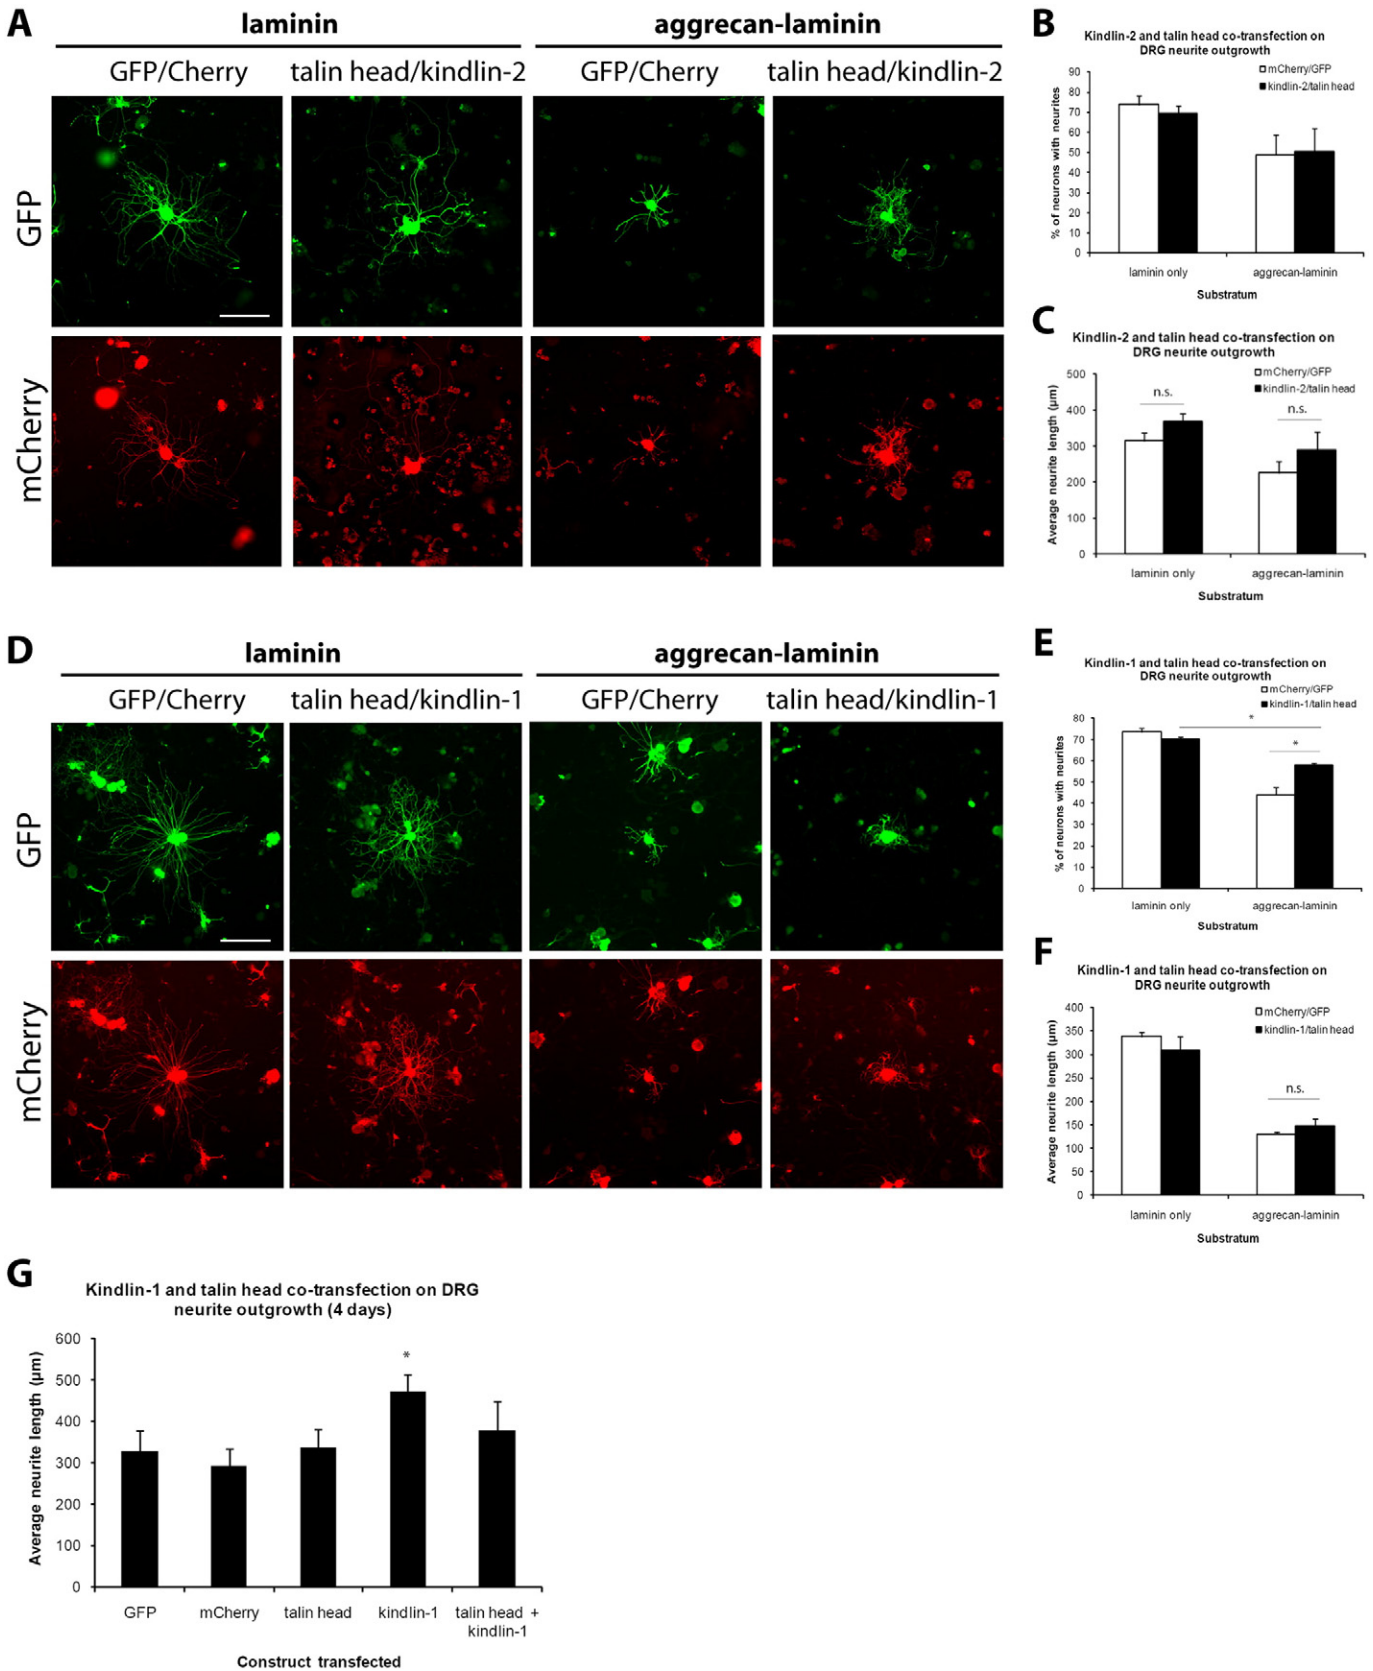 A
laminin
aggrecan-laminin
GFP/Cherry
talin head/kindlin-2
GFP/Cherry
talin head/kindlin-2
GFP
mCherry
B
Kindlin-2 and talin head co-transfection on
DRG neurite outgrowth
mCherry/GFP
kindlin-2/talin head
% of neurons with neurites
90
80
70
60
50
40
30
20
10
0
laminin only
aggrecan-laminin
Substratum
C
Kindlin-2 and talin head co-transfection on
DRG neurite outgrowth
mCherry/GFP
kindlin-2/talin head
Average neurite length (µm)
500
400
300
200
100
0
n.s.
n.s.
laminin only
aggrecan-laminin
Substratum
D
laminin
aggrecan-laminin
GFP/Cherry
talin head/kindlin-1
GFP/Cherry
talin head/kindlin-1
GFP
mCherry
E
Kindlin-1 and talin head co-transfection on
DRG neurite outgrowth
mCherry/GFP
kindlin-1/talin head
% of neurons with neurites
80
70
60
50
40
30
20
10
0
*
*
laminin only
aggrecan-laminin
Substratum
F
Kindlin-1 and talin head co-transfection on
DRG neurite outgrowth
mCherry/GFP
kindlin-1/talin head
Average neurite length (µm)
400
350
300
250
200
150
100
50
0
n.s.
laminin only
aggrecan-laminin
Substratum
G
Kindlin-1 and talin head co-transfection on DRG
neurite outgrowth (4 days)
Average neurite length (µm)
600
500
400
300
200
100
0
*
GFP
mCherry
talin head
kindlin-1
talin head +
kindlin-1
Construct transfected